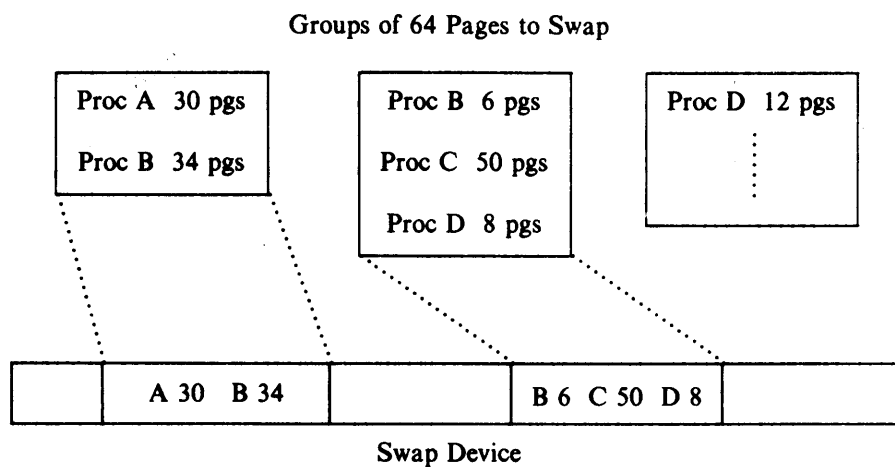 Groups of 64 Pages to Swap
Proc A 30 pgs
Proc B 34 pgs
Proc B 6 pgs
Proc C 50 pgs
Proc D 8 pgs
Proc D 12 pgs
A 30 B 34
B 6 C 50 D 8
Swap Device